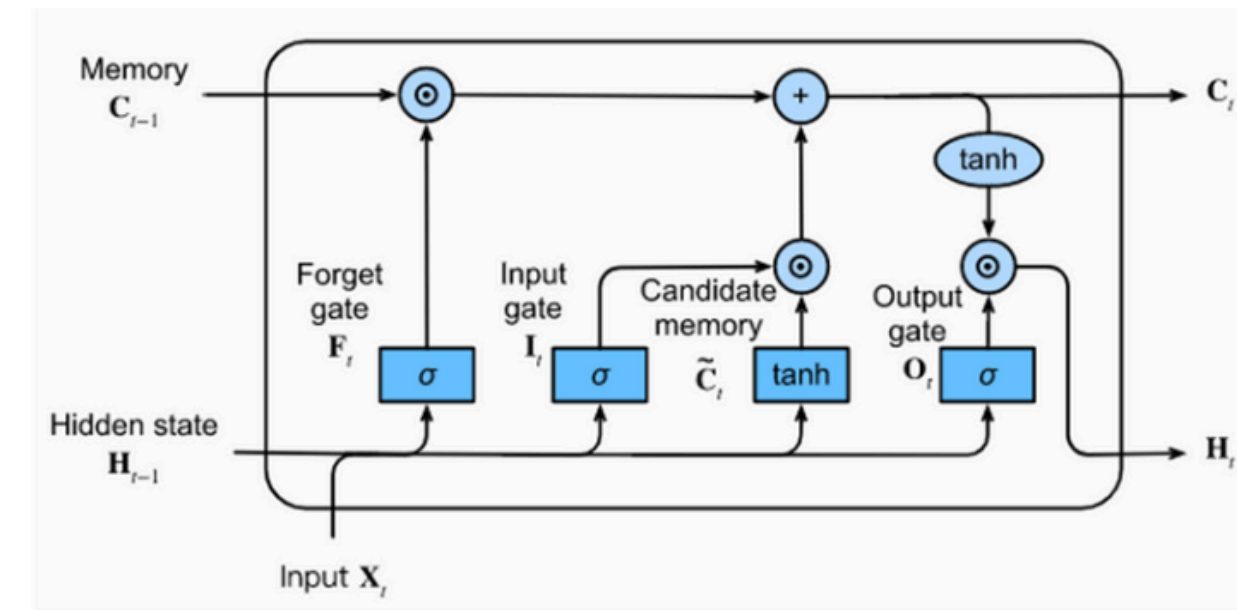 Memory
C_{t-1}
⊙
+
C_t
tanh
⊙
⊙
Forget
gate
F_t
Input
gate
I_t
Candidate
memory
C̃_t
Output
gate
O_t
σ
σ
tanh
σ
Hidden state
H_{t-1}
H_t
Input X_t